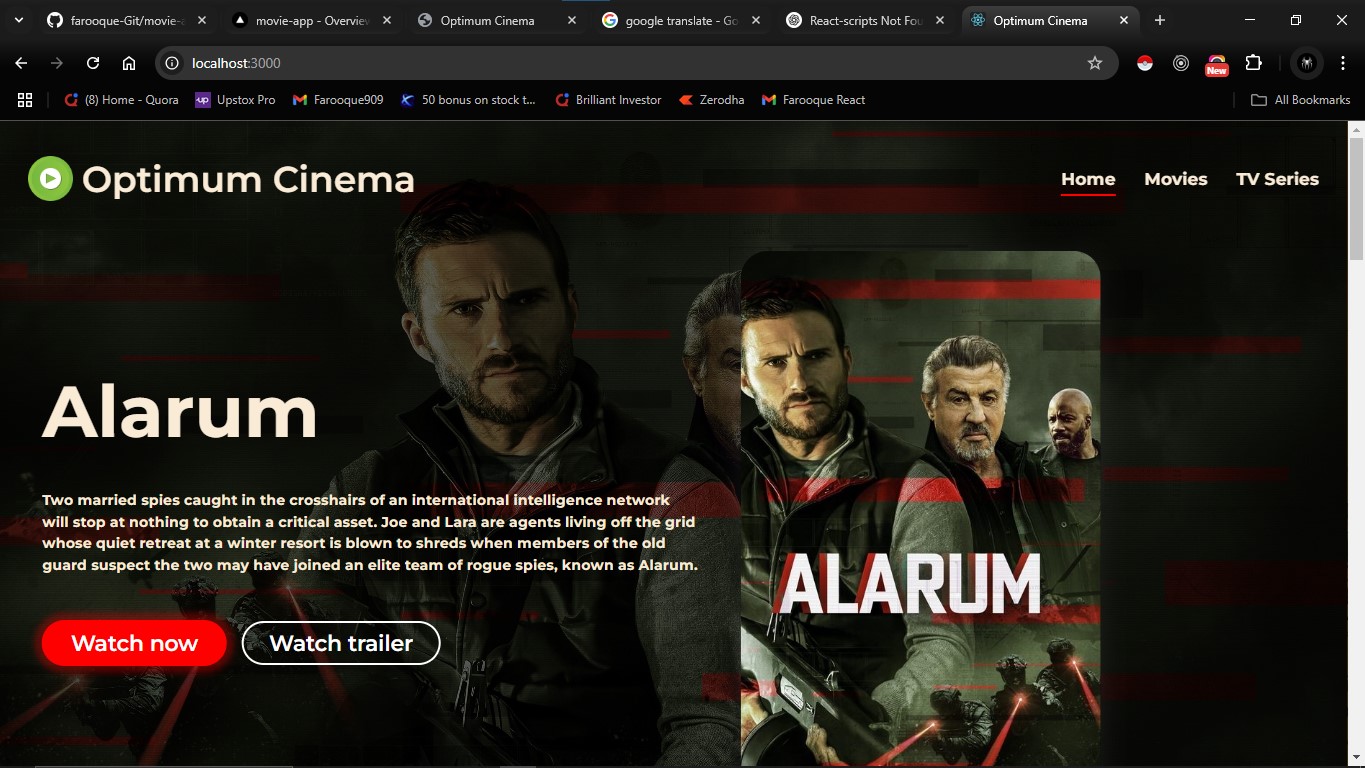 farooque-Git/movie-a
movie-app - Overview
Optimum Cinema
google translate - Go
React-scripts Not Fou
Optimum Cinema
localhost:3000
New
(8) Home - Quora
up
Upstox Pro
Farooque909
50 bonus on stock t...
Brilliant Investor
Zerodha
Farooque React
All Bookmarks
Optimum Cinema
Home
Movies
TV Series
Alarum
Two married spies caught in the crosshairs of an international intelligence network
will stop at nothing to obtain a critical asset. Joe and Lara are agents living off the grid
whose quiet retreat at a winter resort is blown to shreds when members of the old
guard suspect the two may have joined an elite team of rogue spies, known as Alarum.
Watch now
Watch trailer
ALARUM